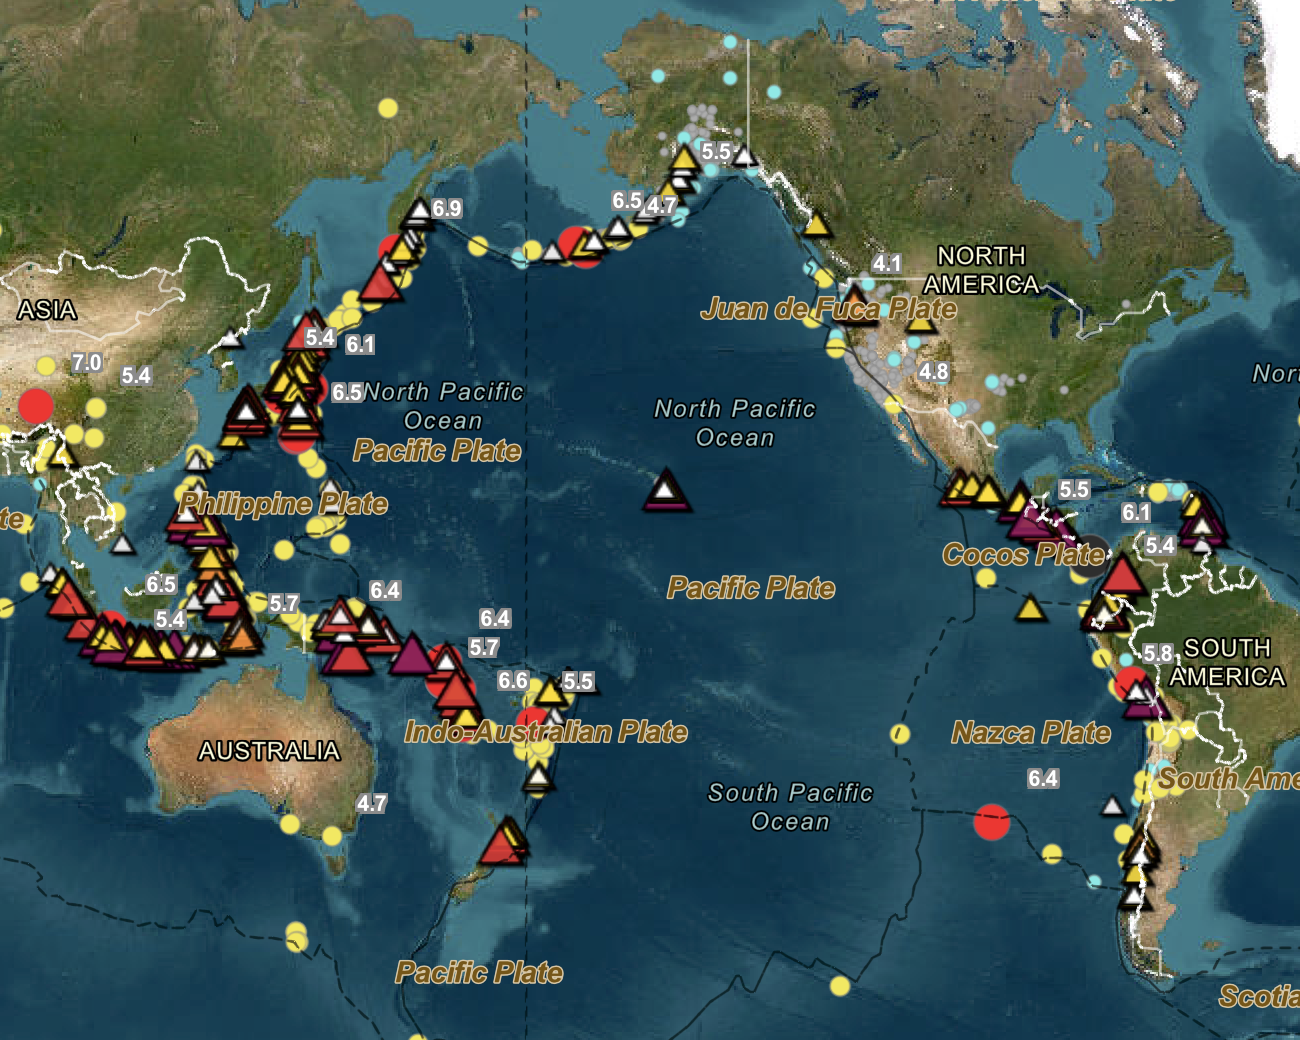 5.5
6.5
4.7
6.9
4.1
NORTH
AMERICA
ASIA
Juan de Fuca Plate
5.4
6.1
7.0
5.4
4.8
Nort
6.5
North Pacific
Ocean
North Pacific
Ocean
Pacific Plate
5.5
Philippine Plate
6.1
te
5.4
Cocos Plate
6.5
6.4
Pacific Plate
5.7
5.4
6.4
5.7
5.8
SOUTH
AMERICA
6.6
5.5
Indo-Australian Plate
Nazca Plate
AUSTRALIA
6.4
South Ame
South Pacific
Ocean
4.7
Pacific Plate
Scotia